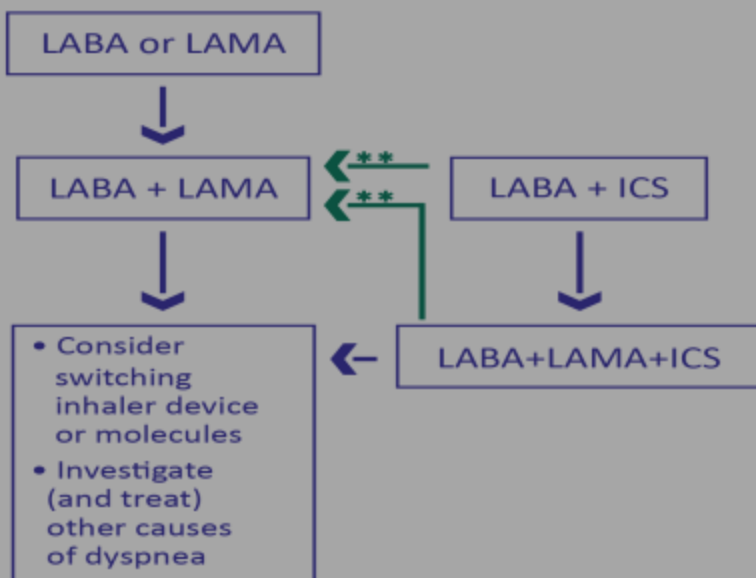 LABA or LAMA
LABA + LAMA
**
**
LABA + ICS
• Consider
switching
inhaler device
or molecules
• Investigate
(and treat)
other causes
of dyspnea
LABA+LAMA+ICS